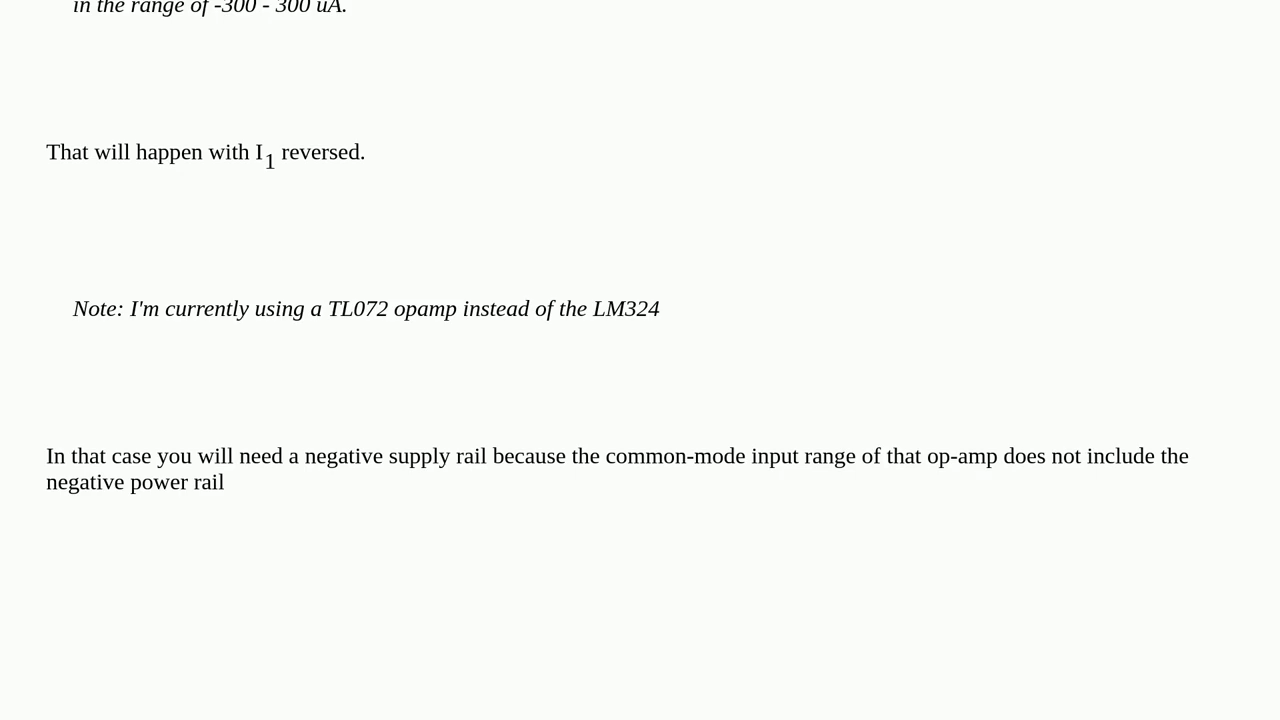 in the range of -300 - 300 uA.
That will happen with I1 reversed.
Note: I'm currently using a TL072 opamp instead of the LM324
In that case you will need a negative supply rail because the common-mode input range of that op-amp does not include the
negative power rail